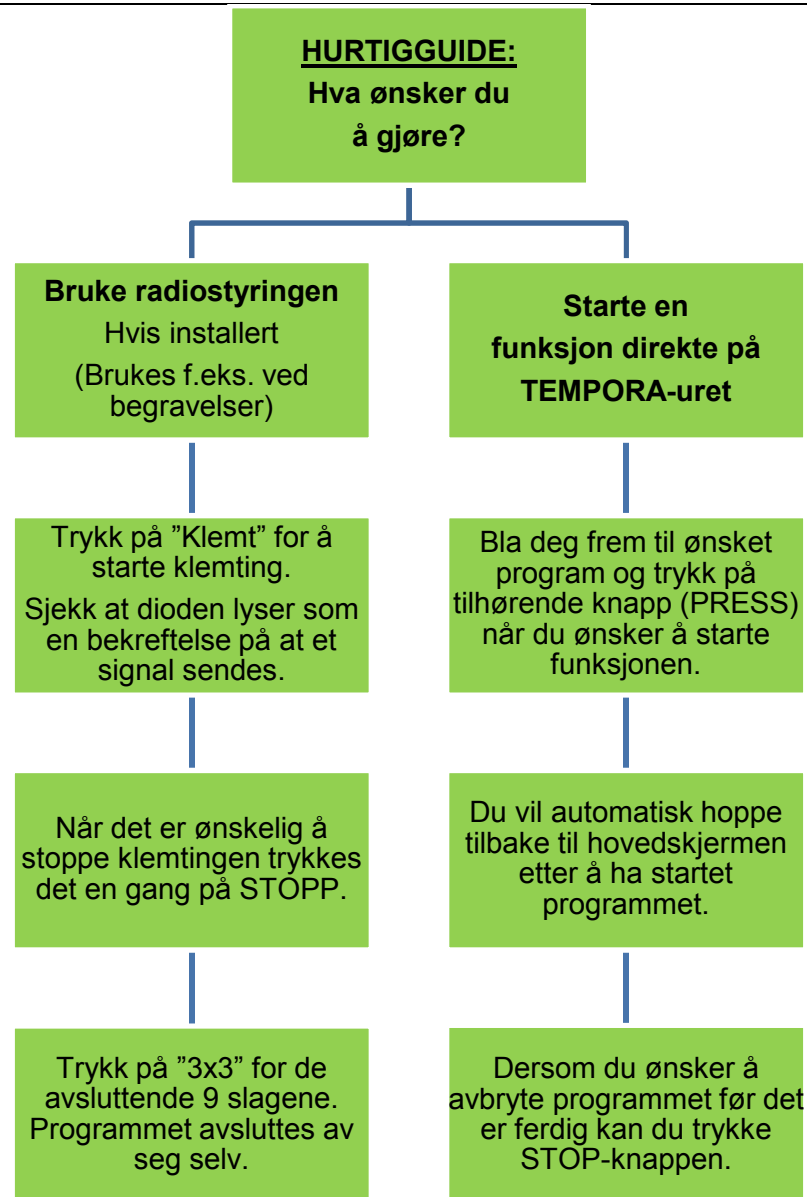 HURTIGGUIDE:
Hva ønsker du
å gjøre?
Bruke radiostyringen
Hvis installert
(Brukes f.eks. ved
begravelser)
Trykk på ”Klemt” for å
starte klemting.
Sjekk at dioden lyser som
en bekreftelse på at et
signal sendes.
Når det er ønskelig å
stoppe klemtingen trykkes
det en gang på STOPP.
Trykk på ”3x3” for de
avsluttende 9 slagene.
Programmet avsluttes av
seg selv.
Starte en
funksjon direkte på
TEMPORA-uret
Bla deg frem til ønsket
program og trykk på
tilhørende knapp (PRESS)
når du ønsker å starte
funksjonen.
Du vil automatisk hoppe
tilbake til hovedskjermen
etter å ha startet
programmet.
Dersom du ønsker å
avbryte programmet før det
er ferdig kan du trykke
STOP-knappen.